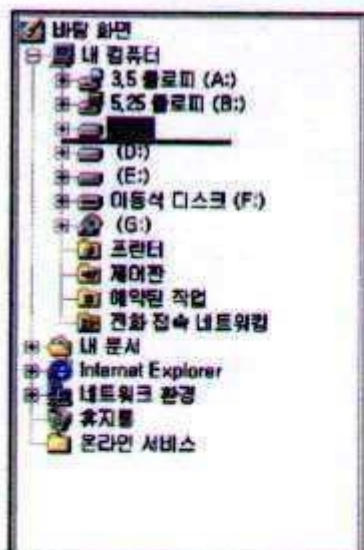 바탕 화면
내 컴퓨터
3,5 플로피 (A:)
5,25 플로피 (B:)
(D:)
(E:)
이동식 디스크 (F:)
(G:)
프린터
제어판
예약된 작업
전화 접속 네트워킹
내 문서
Internet Explorer
네트워크 환경
휴지통
온라인 서비스